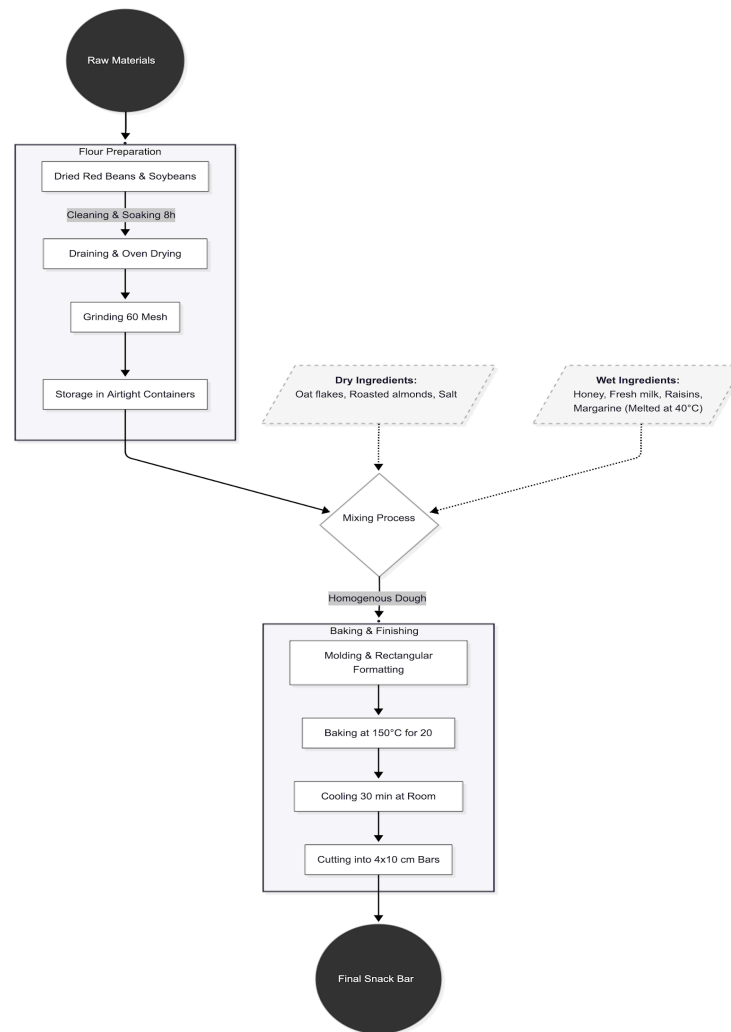 Raw Materials
Flour Preparation
Dried Red Beans & Soybeans
Cleaning & Soaking 8h
Draining & Oven Drying
Grinding 60 Mesh
Storage in Airtight Containers
Dry Ingredients:
Oat flakes, Roasted almonds, Salt
Wet Ingredients:
Honey, Fresh milk, Raisins,
Margarine (Melted at 40°C)
Mixing Process
Homogenous Dough
Baking & Finishing
Molding & Rectangular
Formatting
Baking at 150°C for 20
Cooling 30 min at Room
Cutting into 4x10 cm Bars
Final Snack Bar